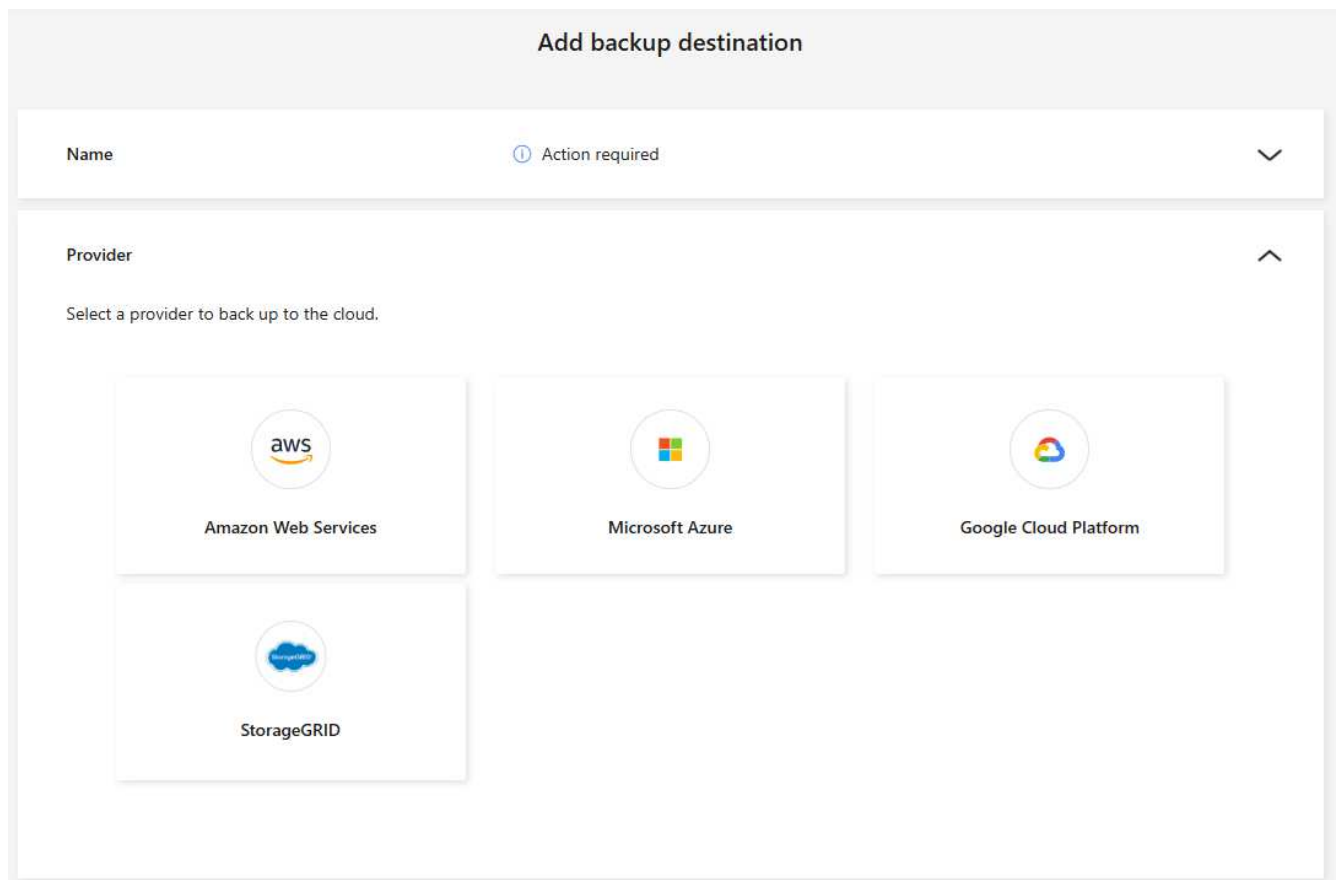 Add backup destination
Name
Action required
Provider
Select a provider to back up to the cloud.
aws
Amazon Web Services
Microsoft Azure
Google Cloud Platform
StorageGRID
StorageGRID